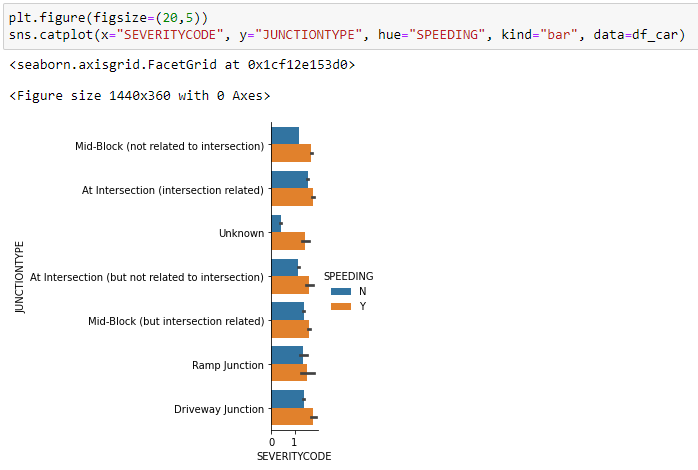 plt.figure(figsize=(20,5))
sns.catplot(x="SEVERITYCODE", y="JUNCTIONTYPE", hue="SPEEDING", kind="bar", data=df_car)
<seaborn.axisgrid.FacetGrid at 0x1cf12e153d0>
<Figure size 1440x360 with 0 Axes>
Mid-Block (not related to intersection)
At Intersection (intersection related)
Unknown
At Intersection (but not related to intersection)
Mid-Block (but intersection related)
Ramp Junction
Driveway Junction
JUNCTIONTYPE
SPEEDING
N
Y
0 1
SEVERITYCODE